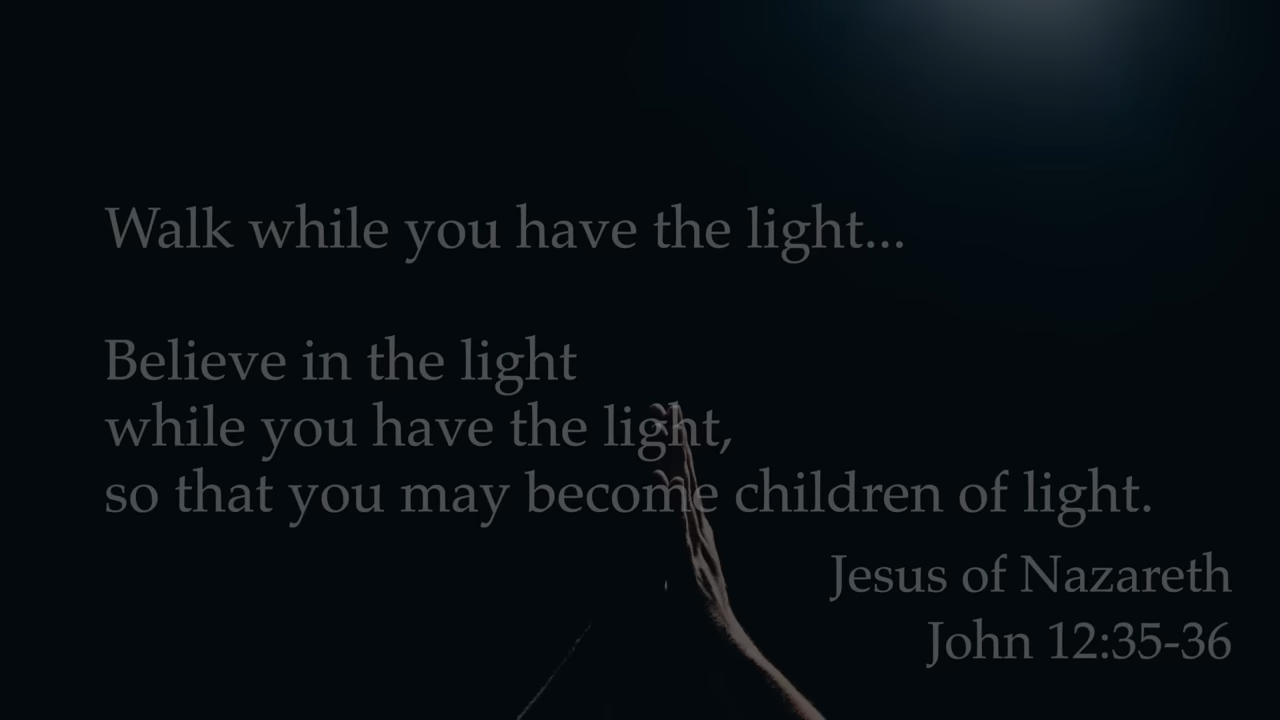 Walk while you have the light...
Believe in the light
while you have the light,
so that you may become children of light.
Jesus of Nazareth
John 12:35-36